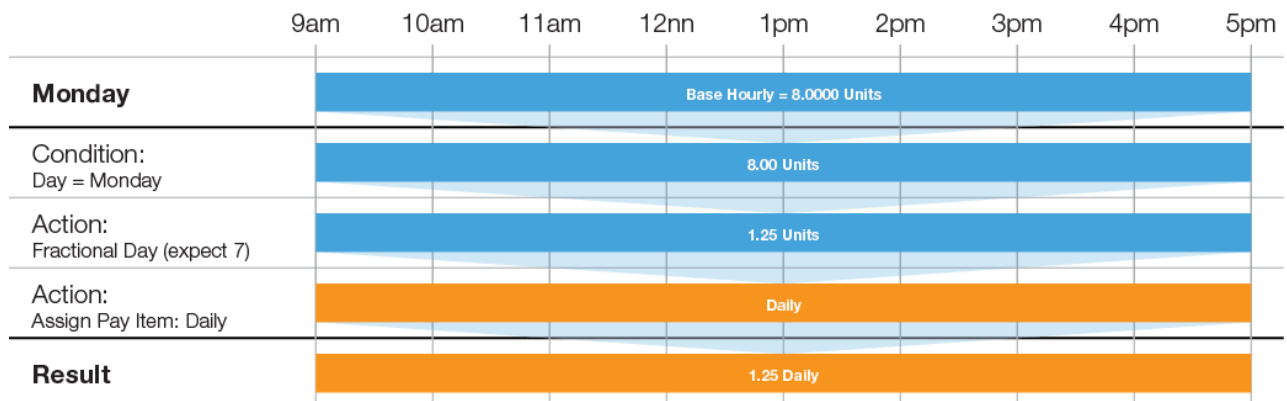 9am 10am 11am 12nn 1pm 2pm 3pm 4pm 5pm
Monday
Base Hourly = 8.0000 Units
Condition:
Day = Monday
8.00 Units
Action:
Fractional Day (expect 7)
1.25 Units
Action:
Assign Pay Item: Daily
Daily
Result
1.25 Daily